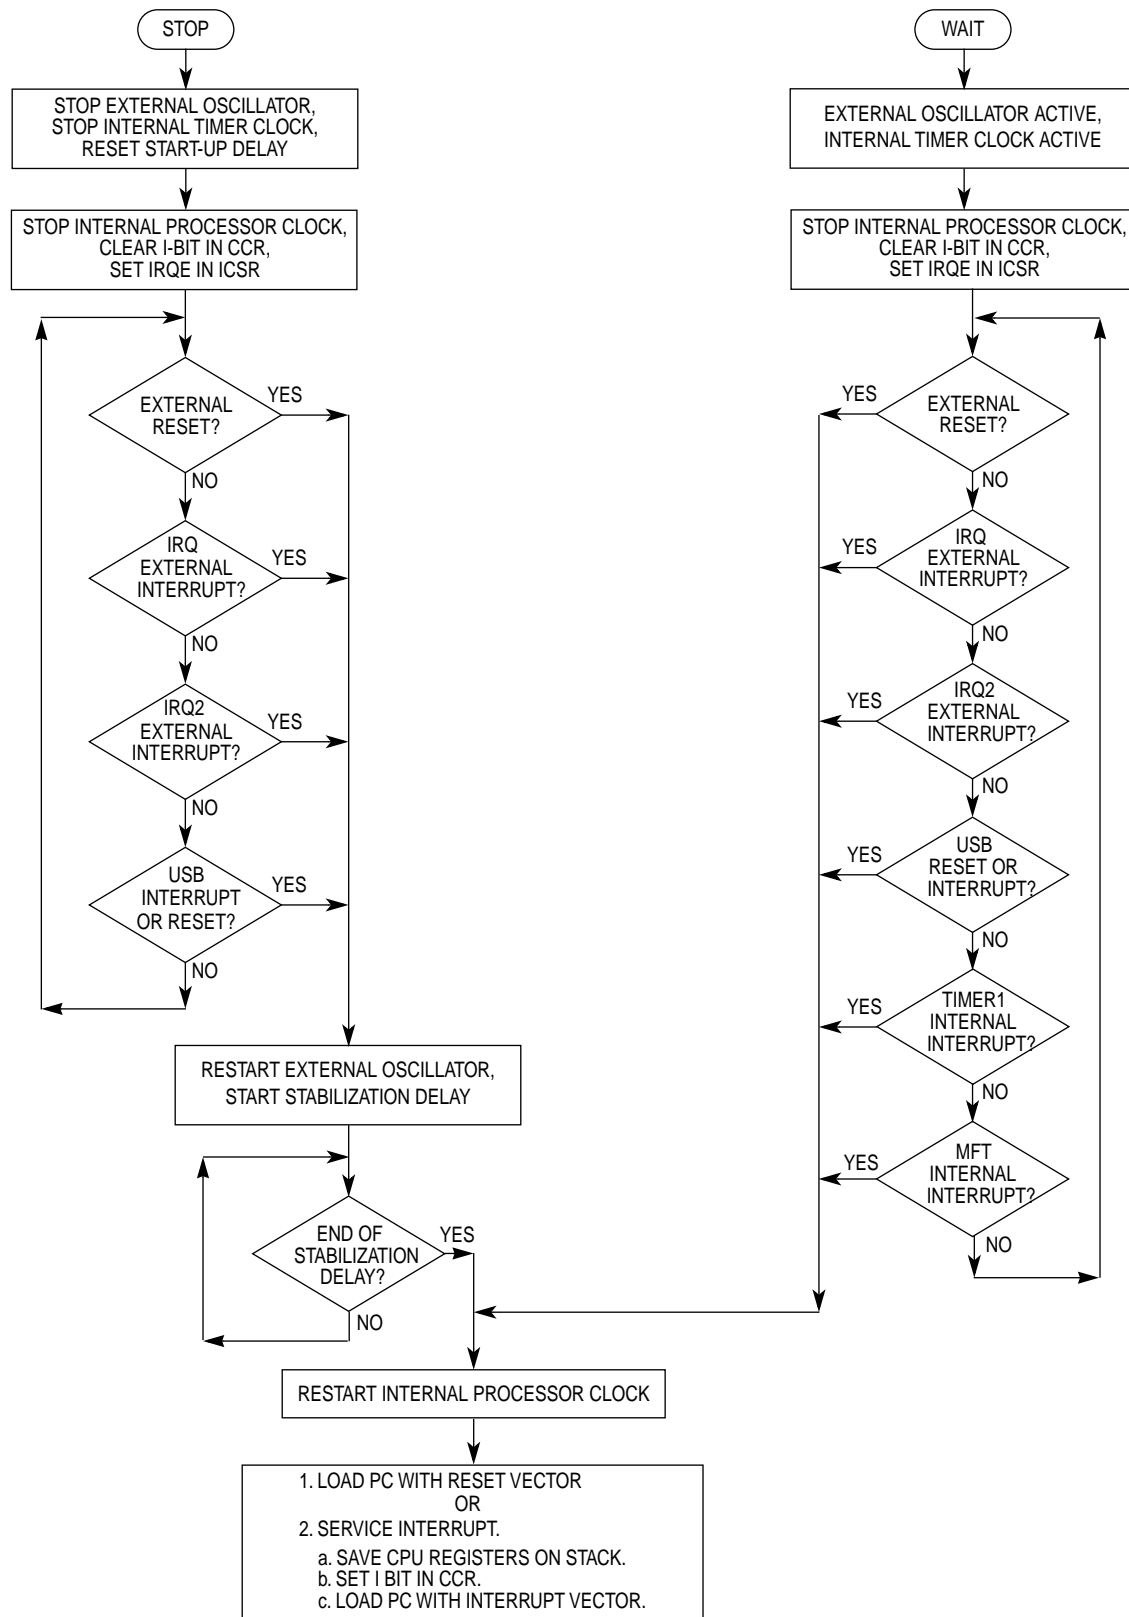 STOP
STOP EXTERNAL OSCILLATOR,
STOP INTERNAL TIMER CLOCK,
RESET START-UP DELAY
STOP INTERNAL PROCESSOR CLOCK,
CLEAR I-BIT IN CCR,
SET IRQE IN ICSR
EXTERNAL
RESET?
YES
NO
IRQ
EXTERNAL
INTERRUPT?
YES
NO
IRQ2
EXTERNAL
INTERRUPT?
YES
NO
USB
INTERRUPT
OR RESET?
YES
NO
RESTART EXTERNAL OSCILLATOR,
START STABILIZATION DELAY
END OF
STABILIZATION
DELAY?
YES
NO
WAIT
EXTERNAL OSCILLATOR ACTIVE,
INTERNAL TIMER CLOCK ACTIVE
STOP INTERNAL PROCESSOR CLOCK,
CLEAR I-BIT IN CCR,
SET IRQE IN ICSR
YES
EXTERNAL
RESET?
NO
YES
IRQ
EXTERNAL
INTERRUPT?
NO
YES
IRQ2
EXTERNAL
INTERRUPT?
NO
YES
USB
RESET OR
INTERRUPT?
NO
YES
TIMER1
INTERNAL
INTERRUPT?
NO
YES
MFT
INTERNAL
INTERRUPT?
NO
RESTART INTERNAL PROCESSOR CLOCK
1. LOAD PC WITH RESET VECTOR
OR
2. SERVICE INTERRUPT.
a. SAVE CPU REGISTERS ON STACK.
b. SET I BIT IN CCR.
c. LOAD PC WITH INTERRUPT VECTOR.